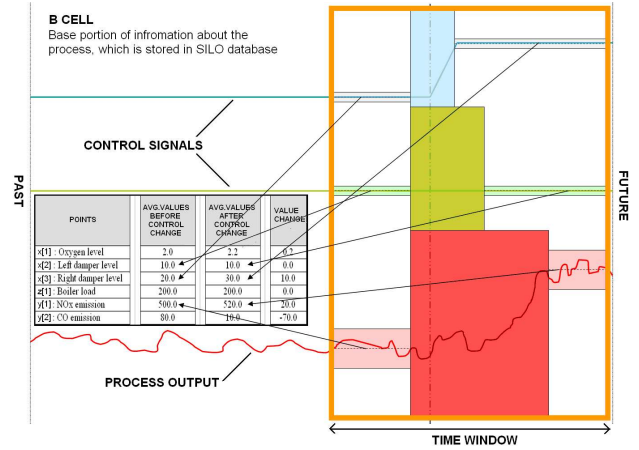 B CELL
Base portion of infromation about the
process, which is stored in SILO database
CONTROL SIGNALS
PAST
FUTURE
POINTS
AVG.VALUES
BEFORE
CONTROL
CHANGE
AVG.VALUES
AFTER
CONTROL
CHANGE
VALUE
CHANGE
x[1] : Oxygen level 2.0 2.2 0.2
x[2] : Left damper level 10.0 10.0 0.0
x[3] : Right damper level 20.0 30.0 10.0
z[1] : Boiler load 200.0 200.0 0.0
y[1] : NOx emission 500.0 520.0 20.0
y[2] : CO emission 80.0 10.0 -70.0
PROCESS OUTPUT
TIME WINDOW